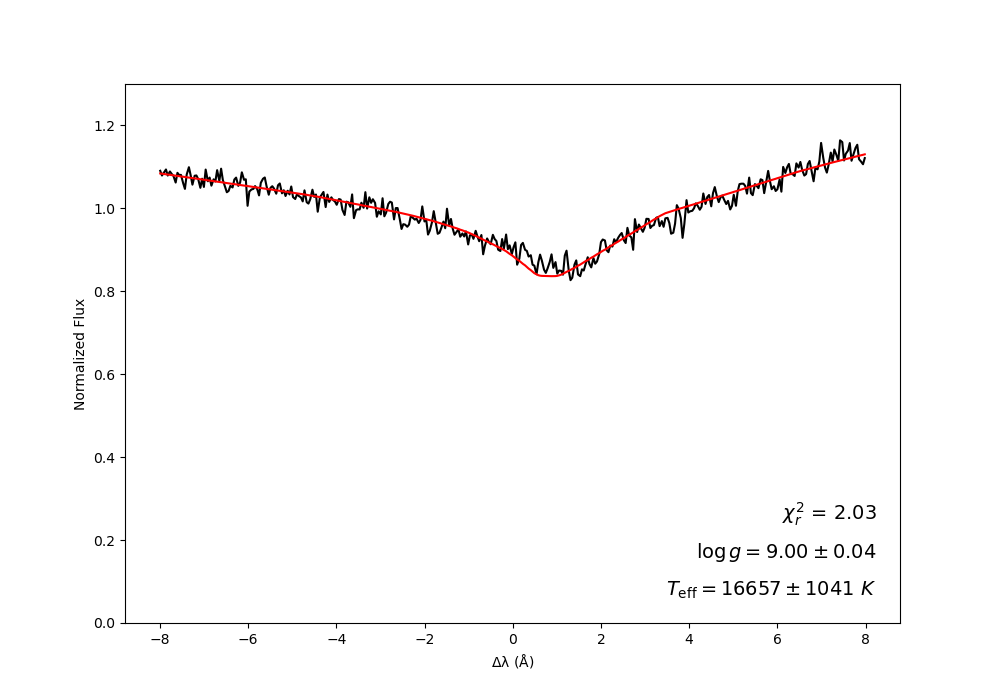 1.2
1.0
0.8
0.6
0.4
0.2
0.0
Normalized Flux
χ²ᵣ = 2.03
log g = 9.00 ± 0.04
T_eff = 16657 ± 1041 K
−8 −6 −4 −2 0 2 4 6 8
Δλ (Å)